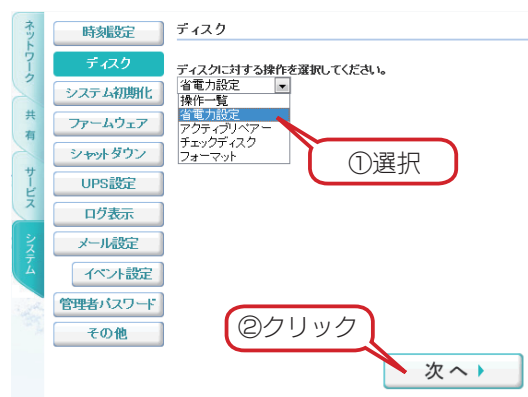 ネットワーク
共有
サービス
システム
時刻設定
ディスク
システム初期化
ファームウェア
シャットダウン
UPS設定
ログ表示
メール設定
イベント設定
管理者パスワード
その他
ディスク
ディスクに対する操作を選択してください。
省電力設定
操作一覧
省電力設定
アクティブリペアー
チェックディスク
フォーマット
①選択
②クリック
次へ